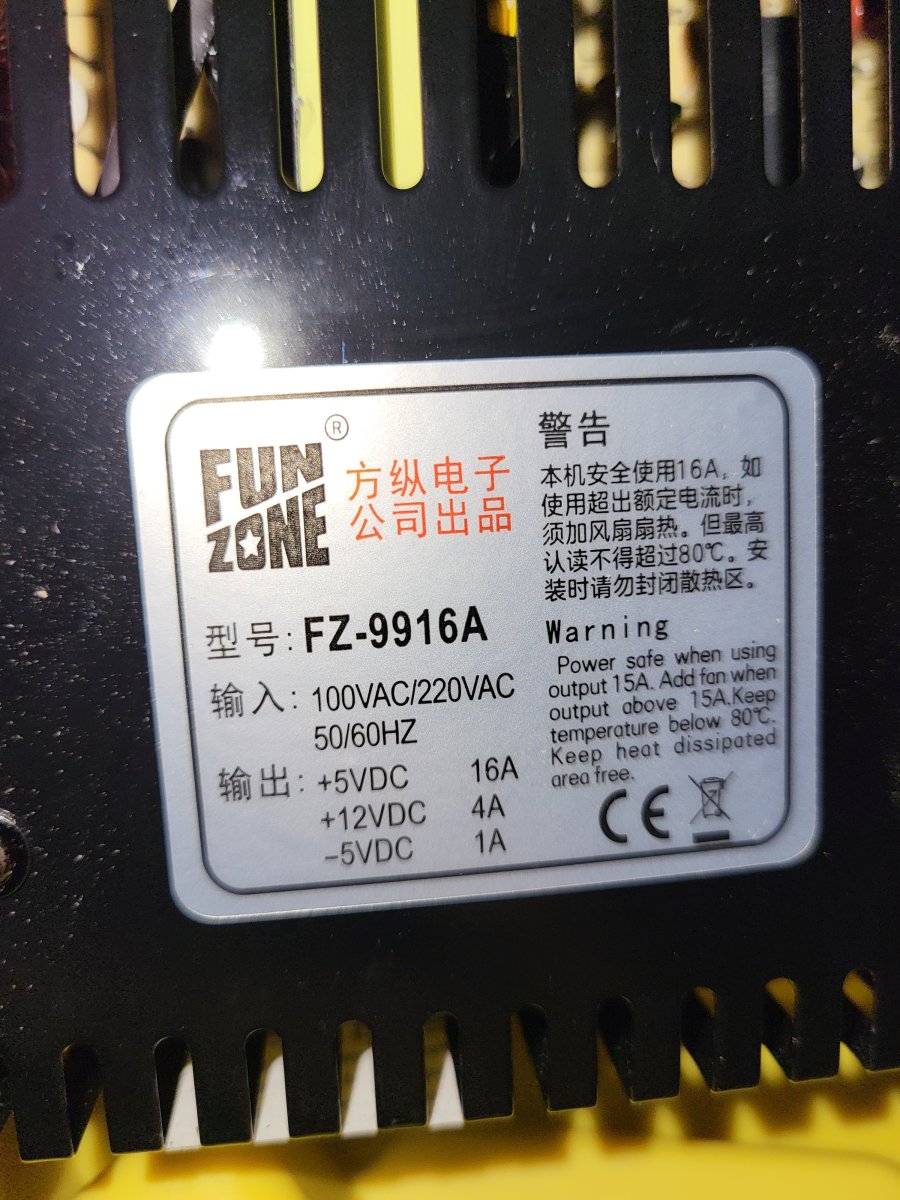 FUN ZONE ®
方纵电子
公司出品
型号: FZ-9916A
输入: 100VAC/220VAC
50/60HZ
输出: +5VDC 16A
+12VDC 4A
-5VDC 1A
警告
本机安全使用16A。如
使用超出额定电流时,
须加风扇扇热。但最高
认读不得超过80℃。安
装时请勿封闭散热区。
Warning
Power safe when using
output 15A. Add fan when
output above 15A.Keep
temperature below 80℃.
Keep heat dissipated
area free.
CE